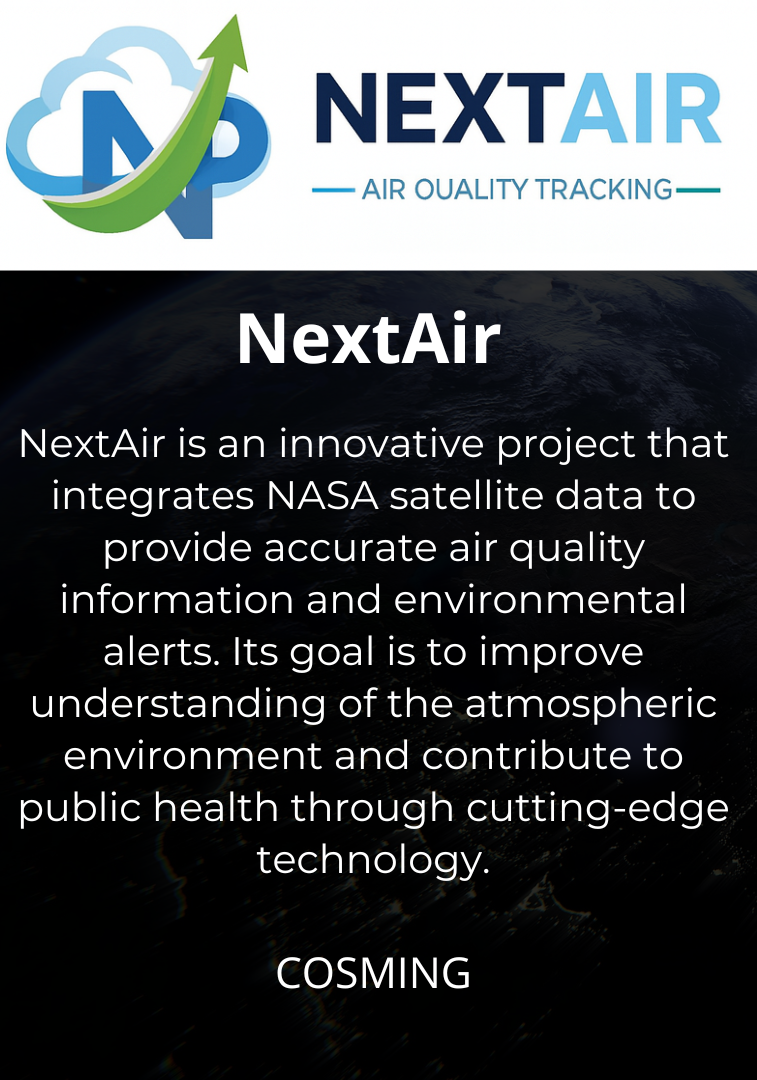 NP
NEXTAIR
AIR OUALITY TRACKING
NextAir
NextAir is an innovative project that
integrates NASA satellite data to
provide accurate air quality
information and environmental
alerts. Its goal is to improve
understanding of the atmospheric
environment and contribute to
public health through cutting-edge
technology.
COSMING